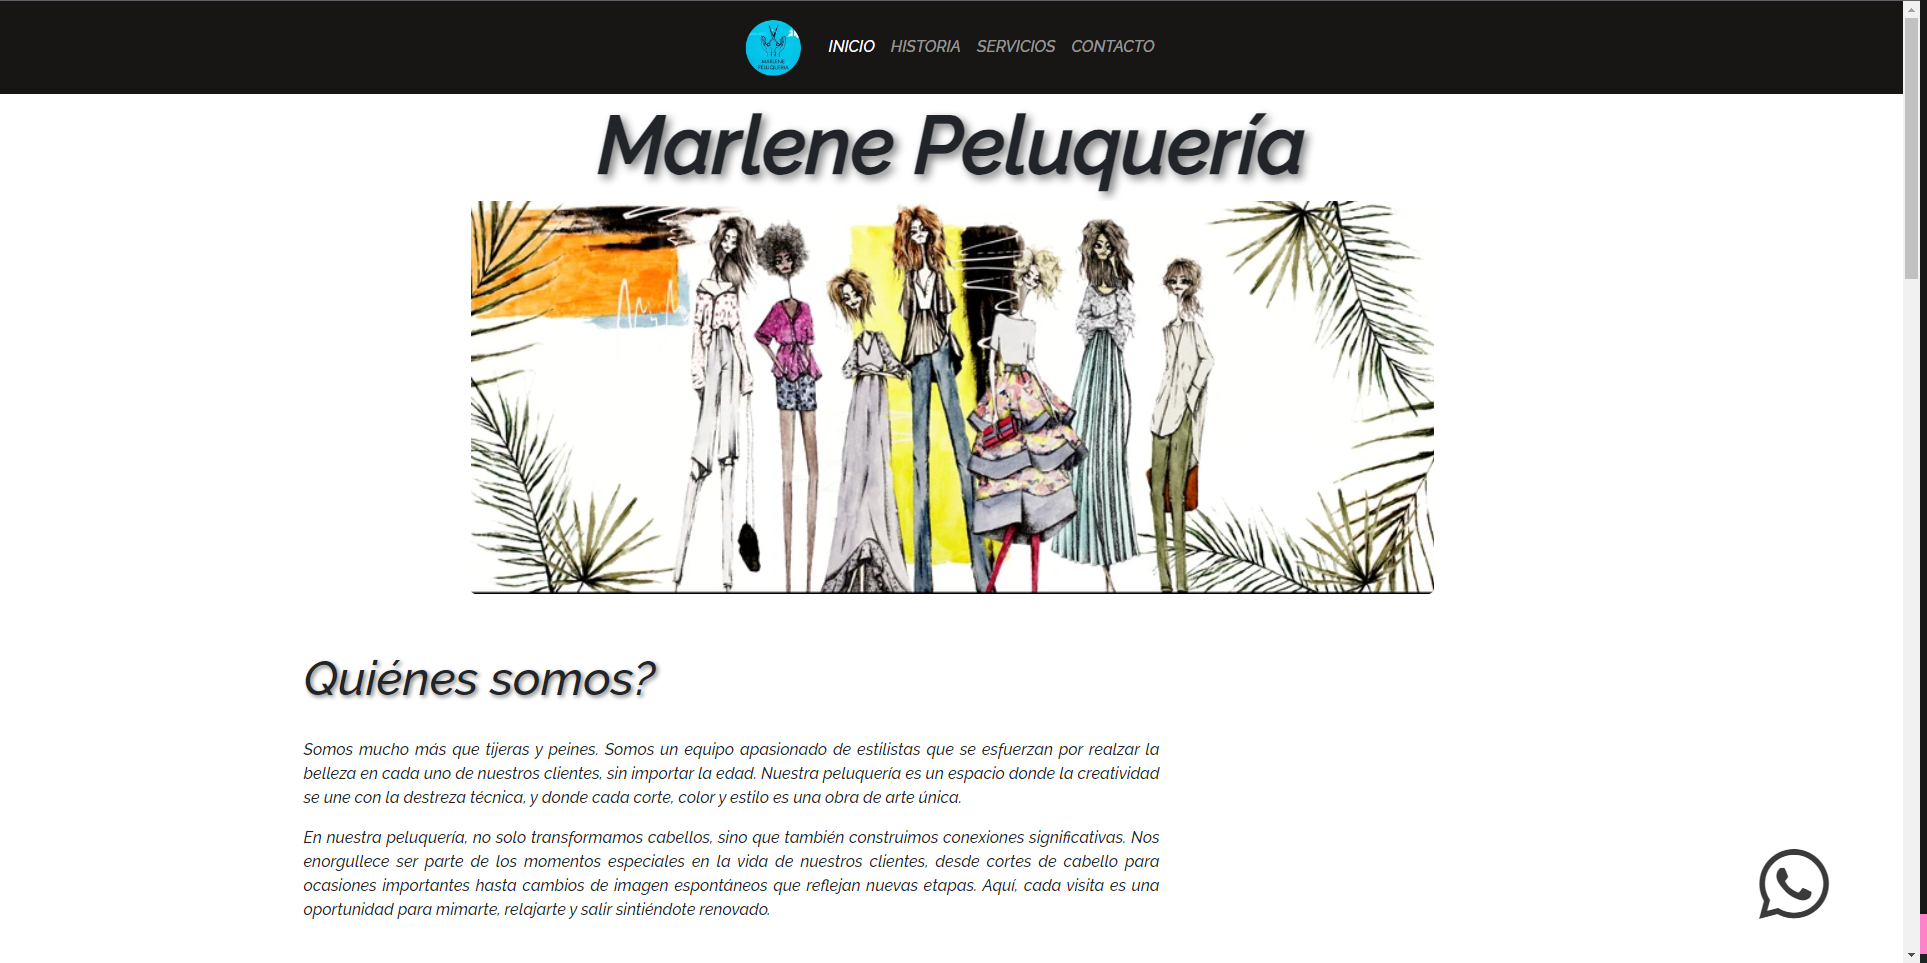 MARLENE
PELUQUERIA
INICIO HISTORIA SERVICIOS CONTACTO
Marlene Peluquería
Quiénes somos?
Somos mucho más que tijeras y peines. Somos un equipo apasionado de estilistas que se esfuerzan por realzar la
belleza en cada uno de nuestros clientes, sin importar la edad. Nuestra peluquería es un espacio donde la creatividad
se une con la destreza técnica, y donde cada corte, color y estilo es una obra de arte única.
En nuestra peluquería, no solo transformamos cabellos, sino que también construimos conexiones significativas. Nos
enorgullece ser parte de los momentos especiales en la vida de nuestros clientes, desde cortes de cabello para
ocasiones importantes hasta cambios de imagen espontáneos que reflejan nuevas etapas. Aquí, cada visita es una
oportunidad para mimarte, relajarte y salir sintiéndote renovado.